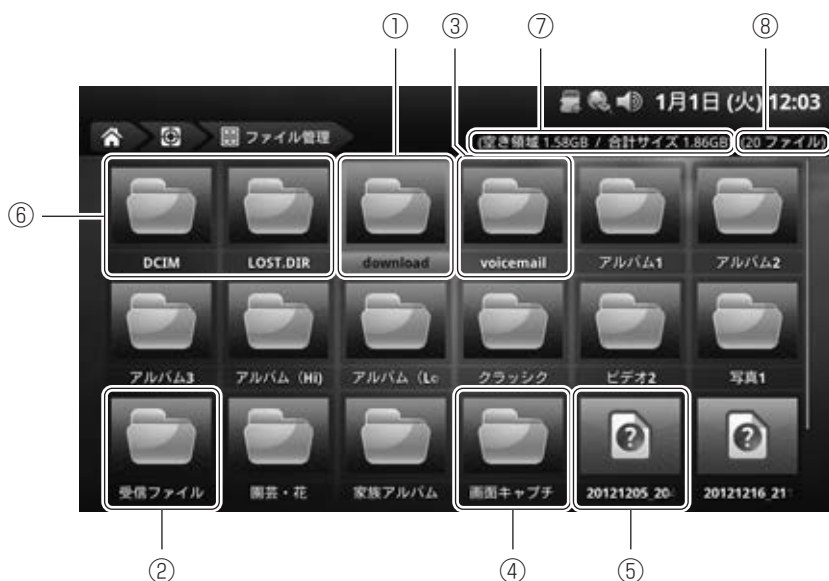 ① ③ ⑦ ⑧
1月1日 (火) 12:03
ファイル管理 (空き領域 1.58GB / 合計サイズ 1.86GB) (20 ファイル)
⑥
DCIM LOST.DIR download voicemail アルバム1 アルバム2
アルバム3 アルバム（Hi) アルバム（Lo クラッシク ビデオ2 写真1
受信ファイル 園芸・花 家族アルバム 画面キャプチ 20121205_20 20121216_21
② ④ ⑤